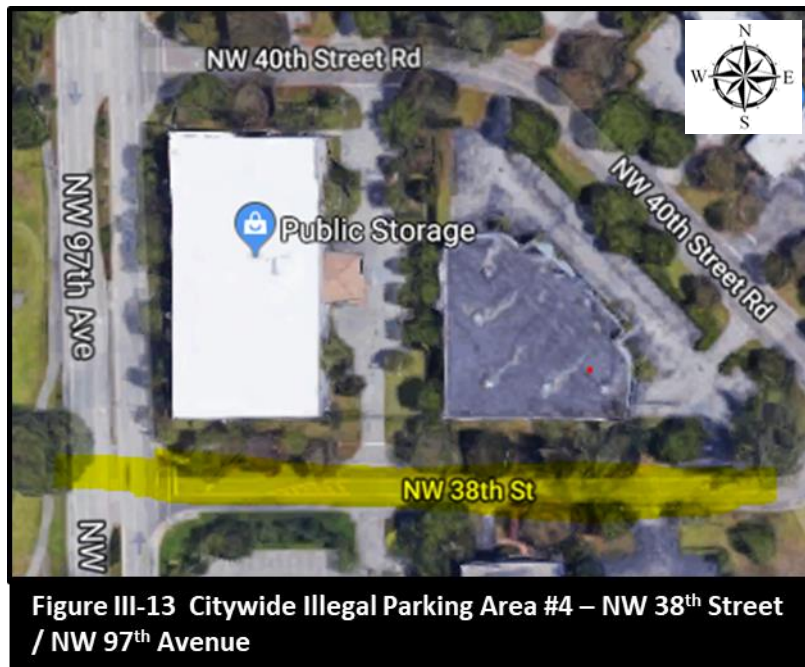 N
W E
S
NW 40th Street Rd
NW 40th Street Rd
NW 97th Ave
Public Storage
NW 38th St
NW
Figure III-13 Citywide Illegal Parking Area #4 – NW 38th Street
/ NW 97th Avenue